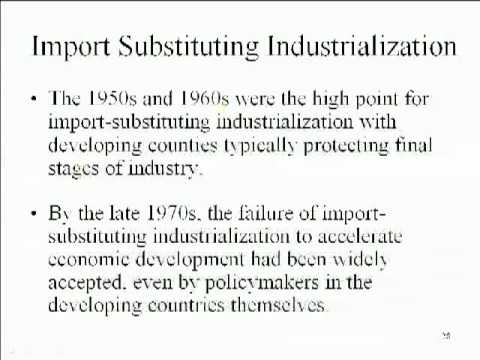 Import Substituting Industrialization
• The 1950s and 1960s were the high point for
import-substituting industrialization with
developing counties typically protecting final
stages of industry.
• By the late 1970s, the failure of import-
substituting industrialization to accelerate
economic development had been widely
accepted, even by policymakers in the
developing countries themselves.